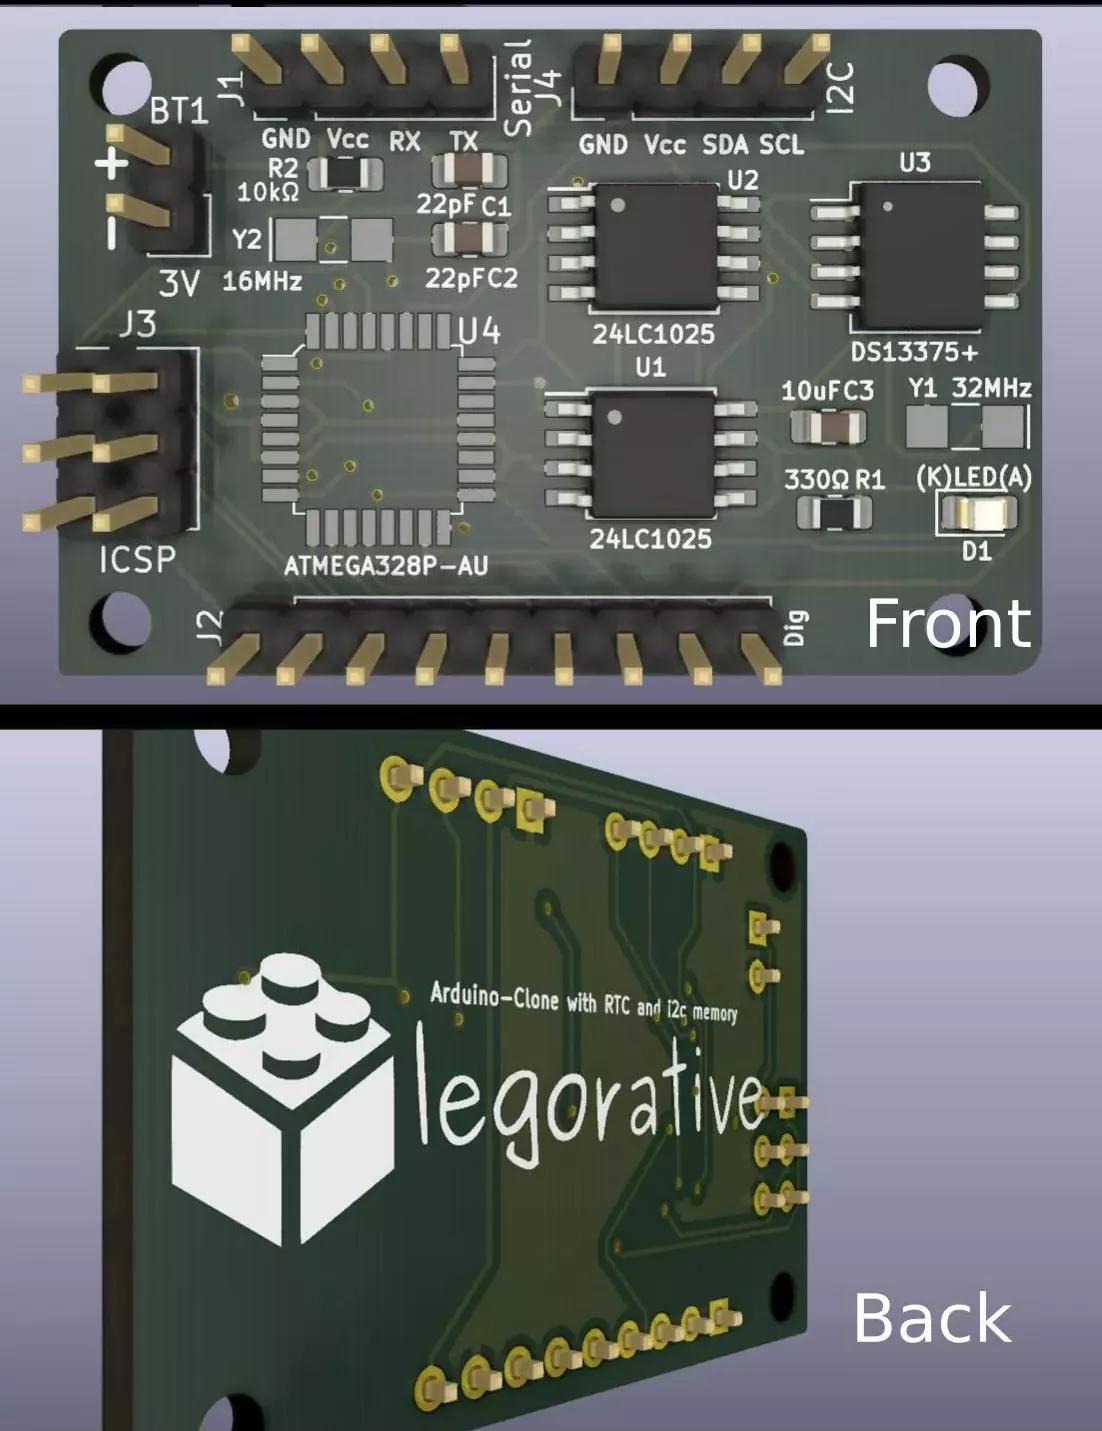 J1
Serial
J4
I2C
BT1
GND Vcc RX TX
GND Vcc SDA SCL
+
R2
10kΩ
22pF C1
U2
U3
-
Y2
3V
16MHz
22pF C2
J3
U4
24LC1025
DS13375+
U1
10uF C3
Y1 32MHz
330Ω R1
(K)LED(A)
24LC1025
D1
ICSP
ATMEGA328P-AU
J2
Dig
Front
Arduino-Clone with RTC and i2c memory
legorative
Back